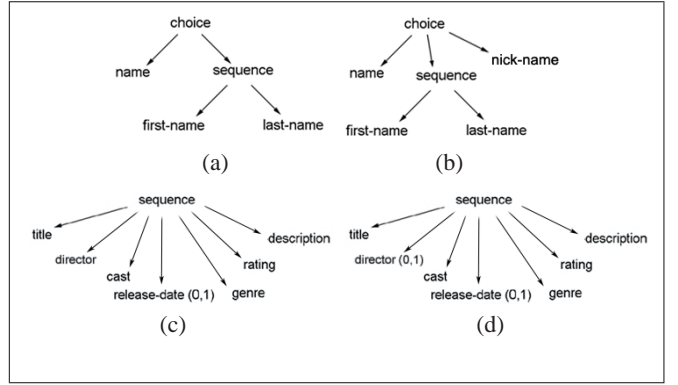 choice
name
sequence
first-name
last-name
(a)
choice
name
sequence
nick-name
first-name
last-name
(b)
sequence
title
director
cast
release-date (0,1)
genre
rating
description
(c)
sequence
title
director (0,1)
cast
release-date (0,1)
genre
rating
description
(d)